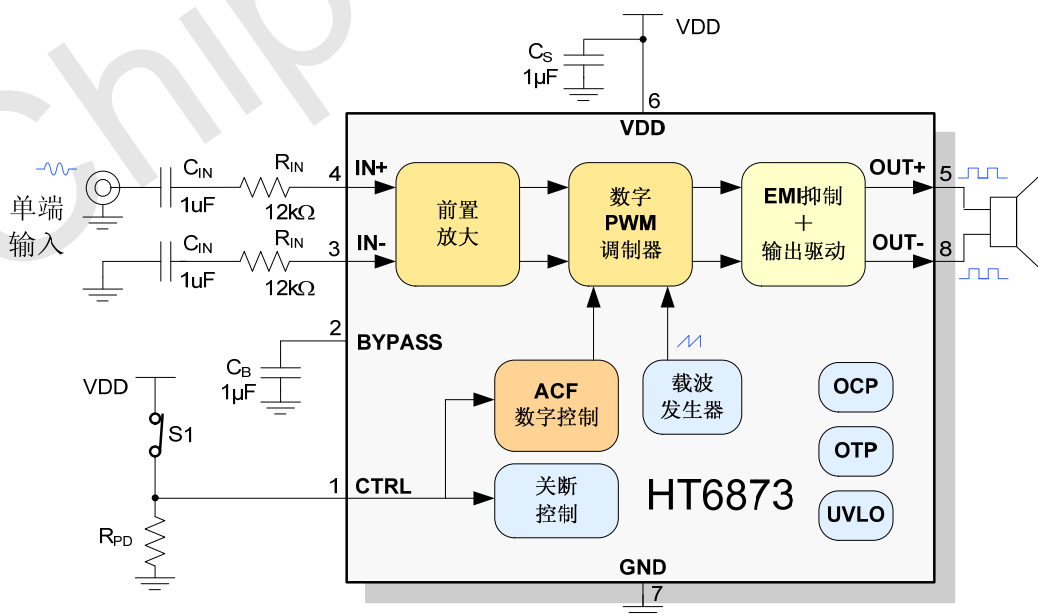 Chip
VDD
CS
1μF
6
VDD
CIN
1uF
RIN
12kΩ
4
IN+
单端
输入
CIN
1uF
RIN
12kΩ
3
IN-
前置
放大
数字
PWM
调制器
EMI抑制
+
输出驱动
OUT+
5
OUT-
8
2
BYPASS
CB
1μF
VDD
S1
ACF
数字控制
载波
发生器
OCP
OTP
UVLO
1
CTRL
关断
控制
HT6873
RPD
GND
7